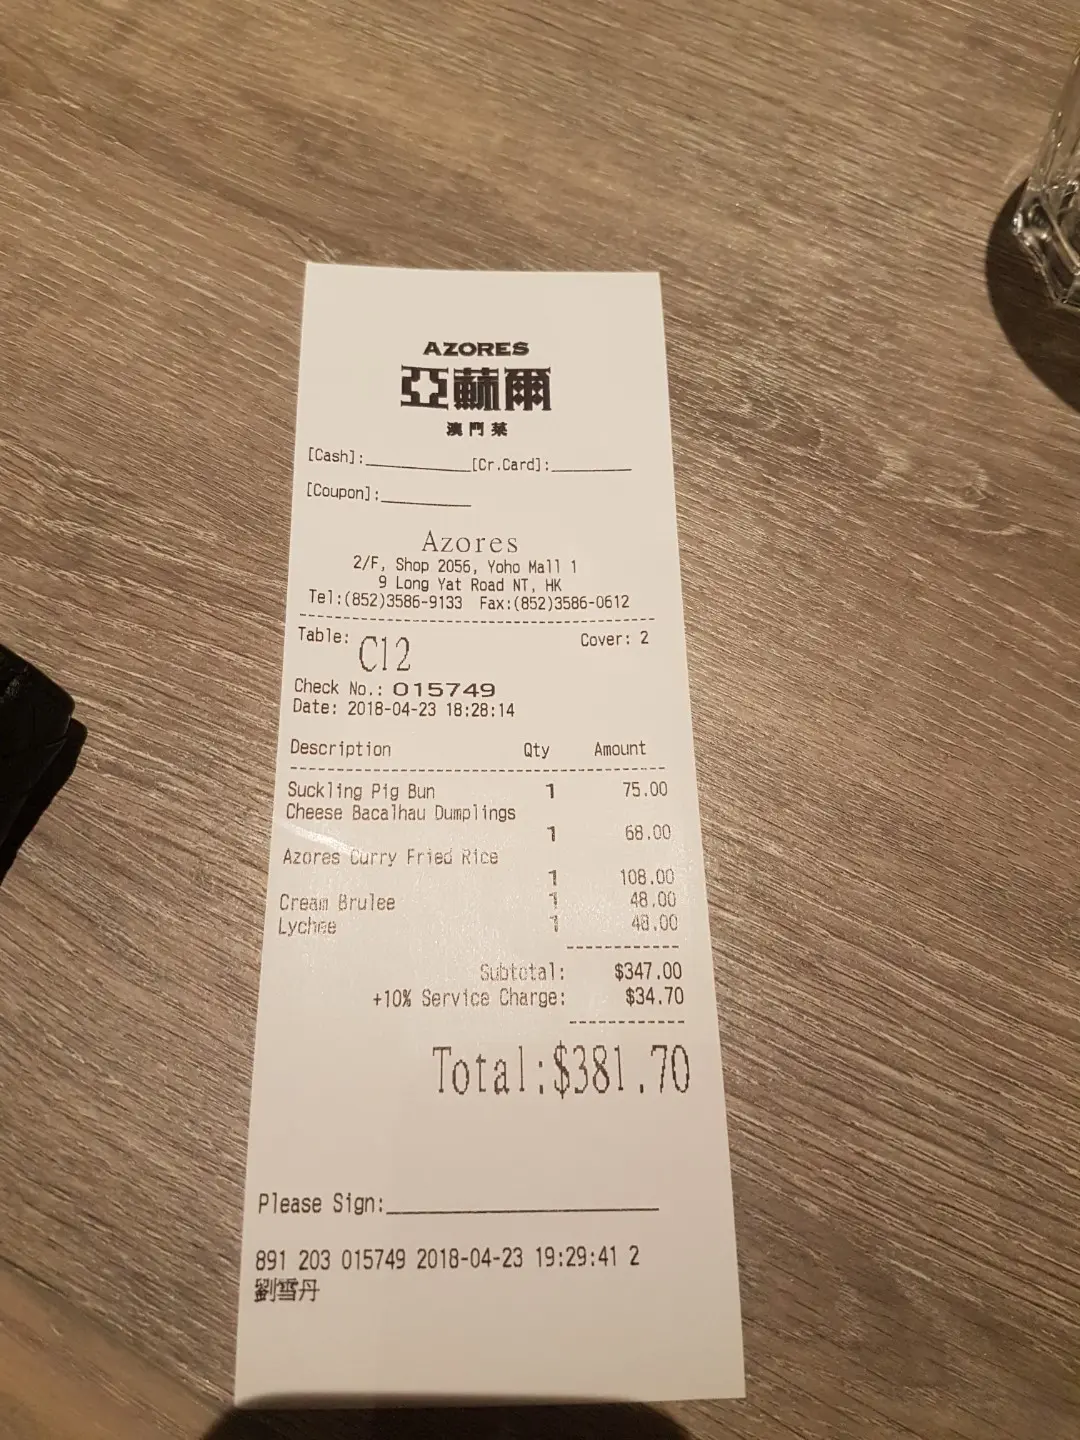 AZORES
亞蘇爾
澳門菜
[Cash]:__________[Cr.Card]:________
[Coupon]:_________
Azores
2/F, Shop 2056, Yoho Mall 1
9 Long Yat Road NT, HK
Tel:(852)3586-9133 Fax:(852)3586-0612
Table: C12 Cover: 2
Check No.: 015749
Date: 2018-04-23 18:28:14
Description Qty Amount
Suckling Pig Bun 1 75.00
Cheese Bacalhau Dumplings
1 68.00
Azores Curry Fried Rice
1 108.00
Cream Brulee 1 48.00
Lychee 1 48.00
Subtotal: $347.00
+10% Service Charge: $34.70
Total:$381.70
Please Sign:____________________
891 203 015749 2018-04-23 19:29:41 2
劉雪丹